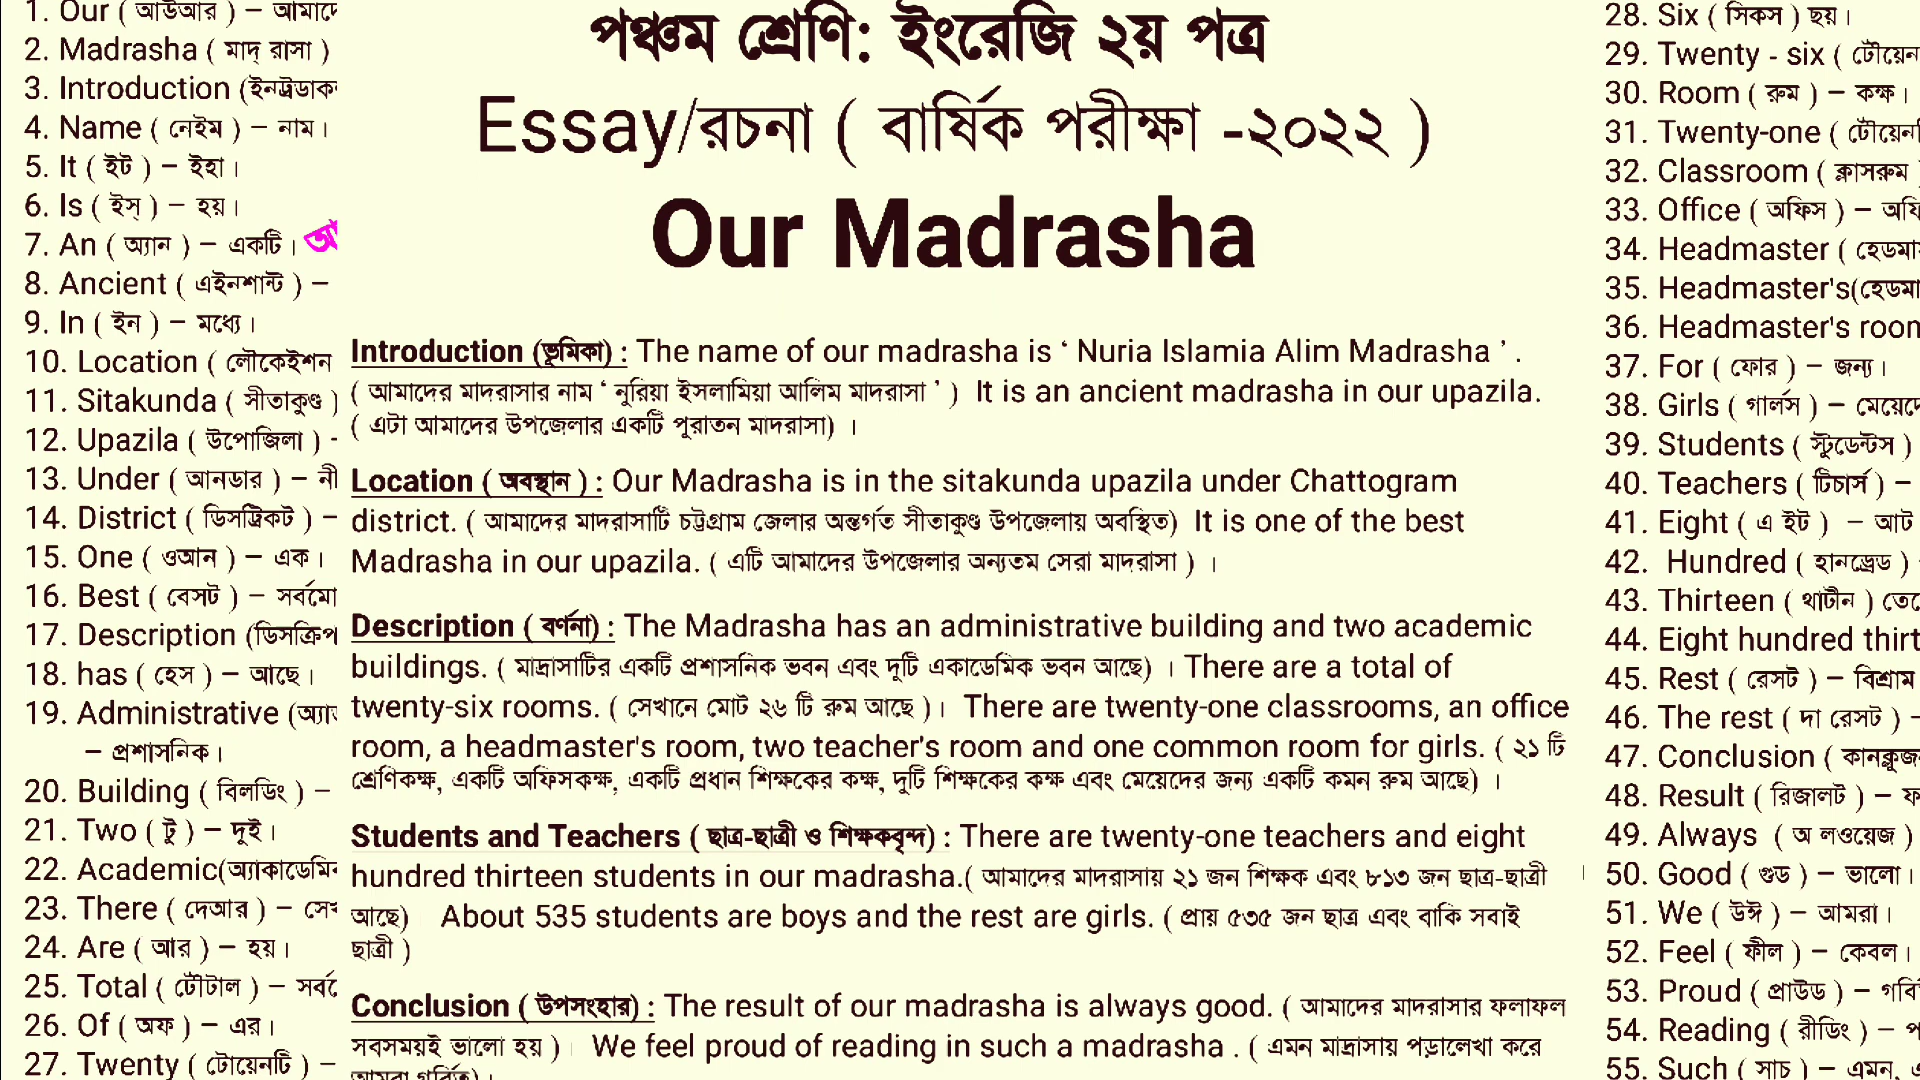 1. Our ( আউআর ) – আমাদে
2. Madrasha ( মাদ্ রাসা )
3. Introduction (ইনট্রডাক
4. Name ( নেইম ) – নাম।
5. It ( ইট ) – ইহা।
6. Is ( ইস্ ) – হয়।
7. An ( অ্যান ) – একটি।
8. Ancient ( এইনশান্ট ) –
9. In ( ইন ) – মধ্যে।
10. Location ( লৌকেইশন
11. Sitakunda ( সীতাকুণ্ড )
12. Upazila ( উপোজিলা ) -
13. Under ( আনডার ) – নী
14. District ( ডিসট্রিকট ) –
15. One ( ওআন ) – এক।
16. Best ( বেসট ) – সর্বমো
17. Description (ডিসক্রিপ
18. has ( হেস ) – আছে।
19. Administrative (অ্যাড
– প্রশাসনিক।
20. Building ( বিলডিং ) –
21. Two ( টু ) – দুই।
22. Academic(অ্যাকাডেমি
23. There ( দেআর ) – সে
24. Are ( আর ) – হয়।
25. Total ( টৌটাল ) – সর্ব
26. Of ( অফ ) – এর।
27. Twenty ( টোয়েনটি ) –
পঞ্চম শ্রেণি: ইংরেজি ২য় পত্র
Essay/রচনা ( বার্ষিক পরীক্ষা -২০২২ )
Our Madrasha
Introduction (ভূমিকা) : The name of our madrasha is ‘ Nuria Islamia Alim Madrasha ’ .
( আমাদের মাদরাসার নাম ‘ নুরিয়া ইসলামিয়া আলিম মাদরাসা ’ ) It is an ancient madrasha in our upazila.
( এটা আমাদের উপজেলার একটি পুরাতন মাদরাসা) ।
Location ( অবস্থান ) : Our Madrasha is in the sitakunda upazila under Chattogram
district. ( আমাদের মাদরাসাটি চট্টগ্রাম জেলার অন্তর্গত সীতাকুণ্ড উপজেলায় অবস্থিত) It is one of the best
Madrasha in our upazila. ( এটি আমাদের উপজেলার অন্যতম সেরা মাদরাসা ) ।
Description ( বর্ণনা) : The Madrasha has an administrative building and two academic
buildings. ( মাদ্রাসাটির একটি প্রশাসনিক ভবন এবং দুটি একাডেমিক ভবন আছে) । There are a total of
twenty-six rooms. ( সেখানে মোট ২৬ টি রুম আছে )। There are twenty-one classrooms, an office
room, a headmaster's room, two teacher's room and one common room for girls. ( ২১ টি
শ্রেণিকক্ষ, একটি অফিসকক্ষ, একটি প্রধান শিক্ষকের কক্ষ, দুটি শিক্ষকের কক্ষ এবং মেয়েদের জন্য একটি কমন রুম আছে) ।
Students and Teachers ( ছাত্র-ছাত্রী ও শিক্ষকবৃন্দ) : There are twenty-one teachers and eight
hundred thirteen students in our madrasha.( আমাদের মাদরাসায় ২১ জন শিক্ষক এবং ৮১৩ জন ছাত্র-ছাত্রী
আছে) About 535 students are boys and the rest are girls. ( প্রায় ৫৩৫ জন ছাত্র এবং বাকি সবাই
ছাত্রী )
Conclusion ( উপসংহার) : The result of our madrasha is always good. ( আমাদের মাদরাসার ফলাফল
সবসময়ই ভালো হয় ) We feel proud of reading in such a madrasha . ( এমন মাদ্রাসায় পড়ালেখা করে
আমরা গর্বিত)।
28. Six ( সিকস ) ছয়।
29. Twenty - six ( টৌয়েন
30. Room ( রুম ) – কক্ষ।
31. Twenty-one ( টৌয়েন
32. Classroom ( ক্লাসরুম )
33. Office ( অফিস ) – অফি
34. Headmaster ( হেডমা
35. Headmaster's(হেডমা
36. Headmaster's room
37. For ( ফোর ) – জন্য।
38. Girls ( গার্লস ) – মেয়েদে
39. Students ( স্টুডেন্টস )
40. Teachers ( টিচার্স ) –
41. Eight ( এ ইট ) – আট
42. Hundred ( হানড্রেড )
43. Thirteen ( থার্টীন ) তে
44. Eight hundred thirt
45. Rest ( রেসট ) – বিশ্রাম
46. The rest ( দা রেসট ) –
47. Conclusion ( কানক্লুজ
48. Result ( রিজালট ) – ফ
49. Always ( অ লওয়েজ )
50. Good ( গুড ) – ভালো।
51. We ( উঈ ) – আমরা।
52. Feel ( ফীল ) – কেবল।
53. Proud ( প্রাউড ) – গর্বি
54. Reading ( রীডিং ) – প
55. Such ( সাচ ) – এমন, এ